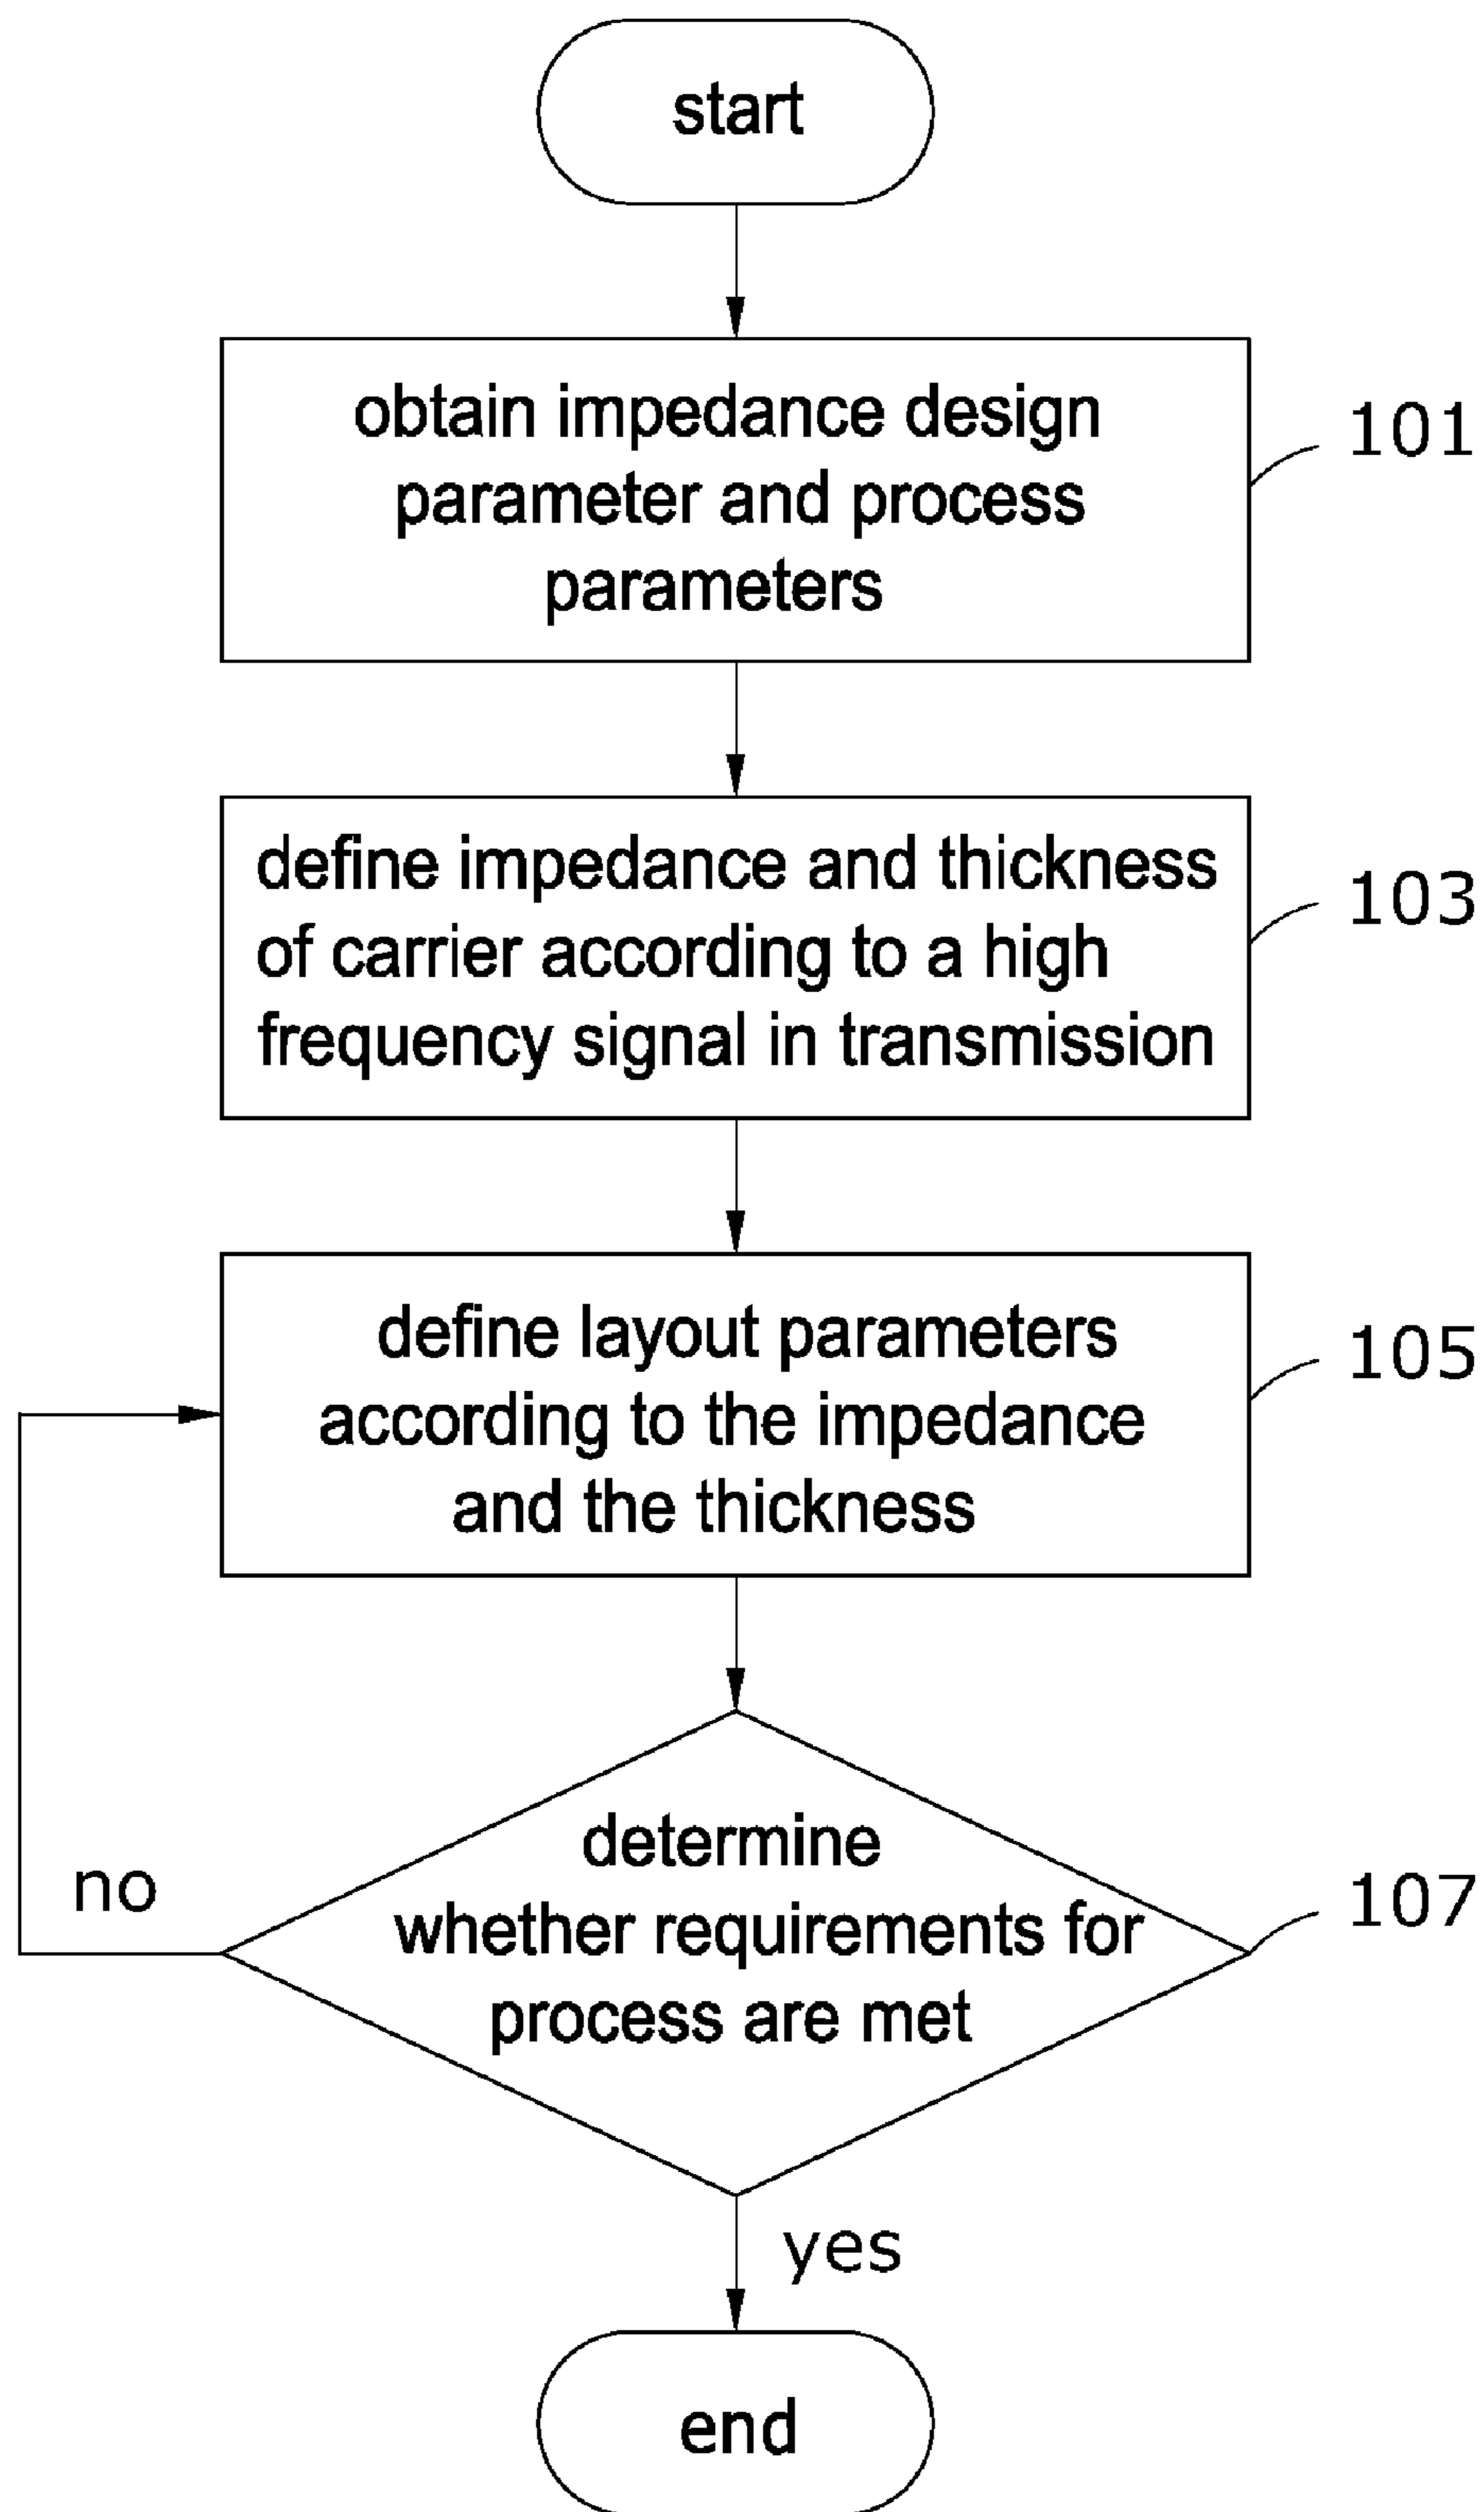 start
obtain impedance design
parameter and process
parameters
101
define impedance and thickness
of carrier according to a high
frequency signal in transmission
103
define layout parameters
according to the impedance
and the thickness
105
determine
whether requirements for
process are met
107
no
yes
end